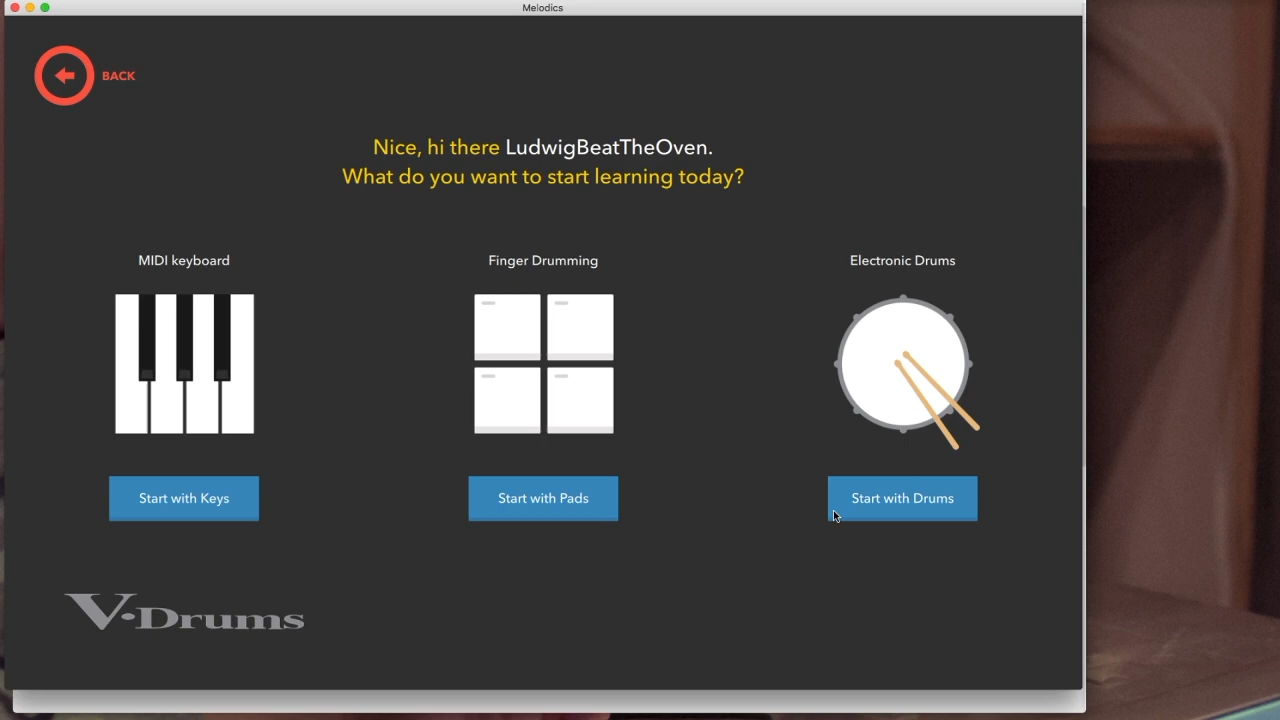 Melodics
BACK
Nice, hi there LudwigBeatTheOven.
What do you want to start learning today?
MIDI keyboard
Finger Drumming
Electronic Drums
Start with Keys
Start with Pads
Start with Drums
V-Drums